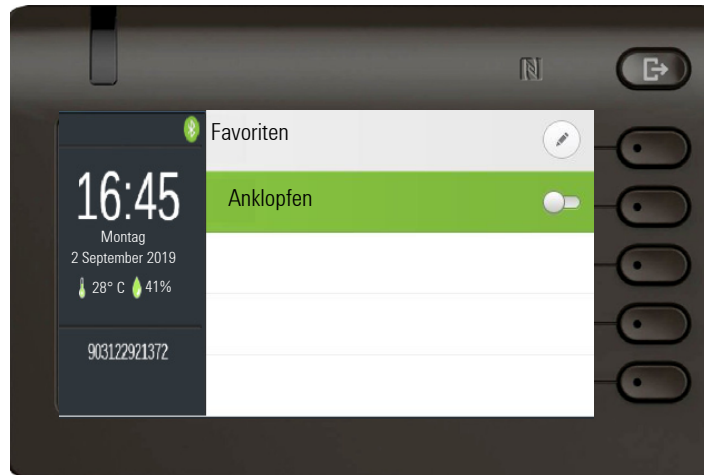 Favoriten
Anklopfen
16:45
Montag
2 September 2019
28° C 41%
903122921372